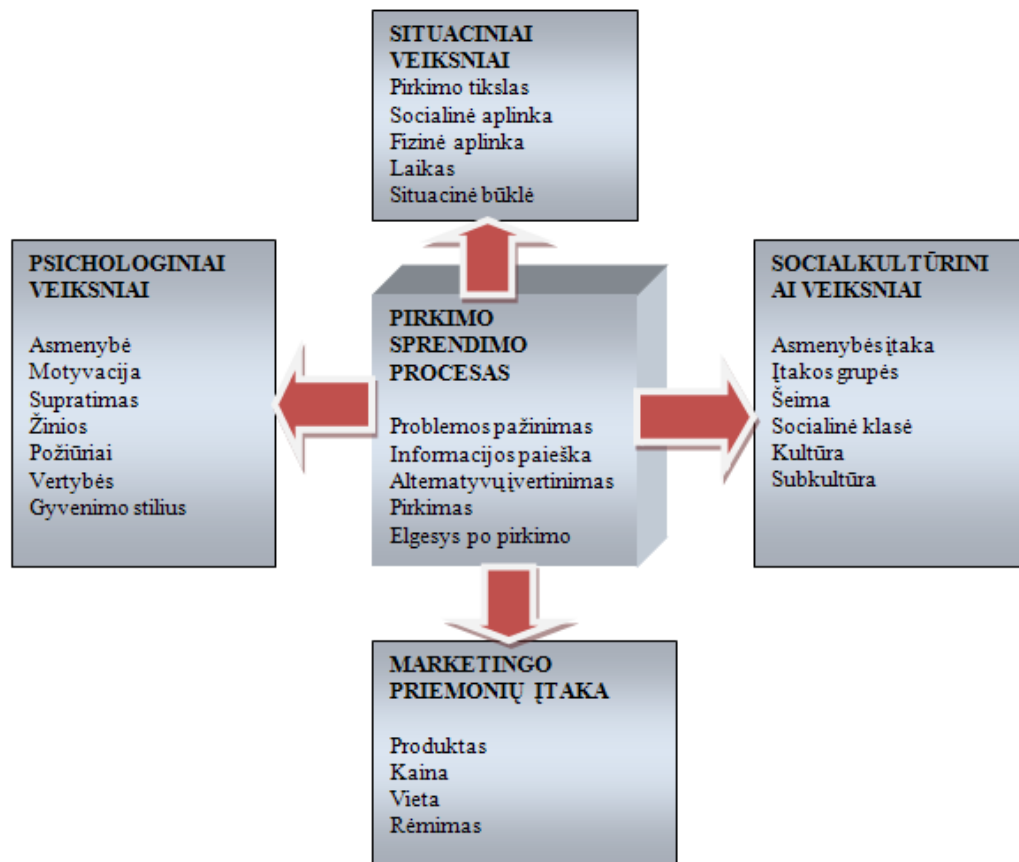 SITUACINIAI
VEIKSNIAI
Pirkimo tikslas
Socialinė aplinka
Fizinė aplinka
Laikas
Situacinė būklė
PSICHOLOGINIAI
VEIKSNIAI
Asmenybė
Motyvacija
Supratimas
Žinios
Požiūriai
Vertybės
Gyvenimo stilius
PIRKIMO
SPRENDIMO
PROCESAS
Problemos pažinimas
Informacijos paieška
Alternatyvų įvertinimas
Pirkimas
Elgesys po pirkimo
SOCIALKULTŪRINI
AI VEIKSNIAI
Asmenybės įtaka
Įtakos grupės
Šeima
Socialinė klasė
Kultūra
Subkultūra
MARKETINGO
PRIEMONIŲ ĮTAKA
Produktas
Kaina
Vieta
Rėmimas